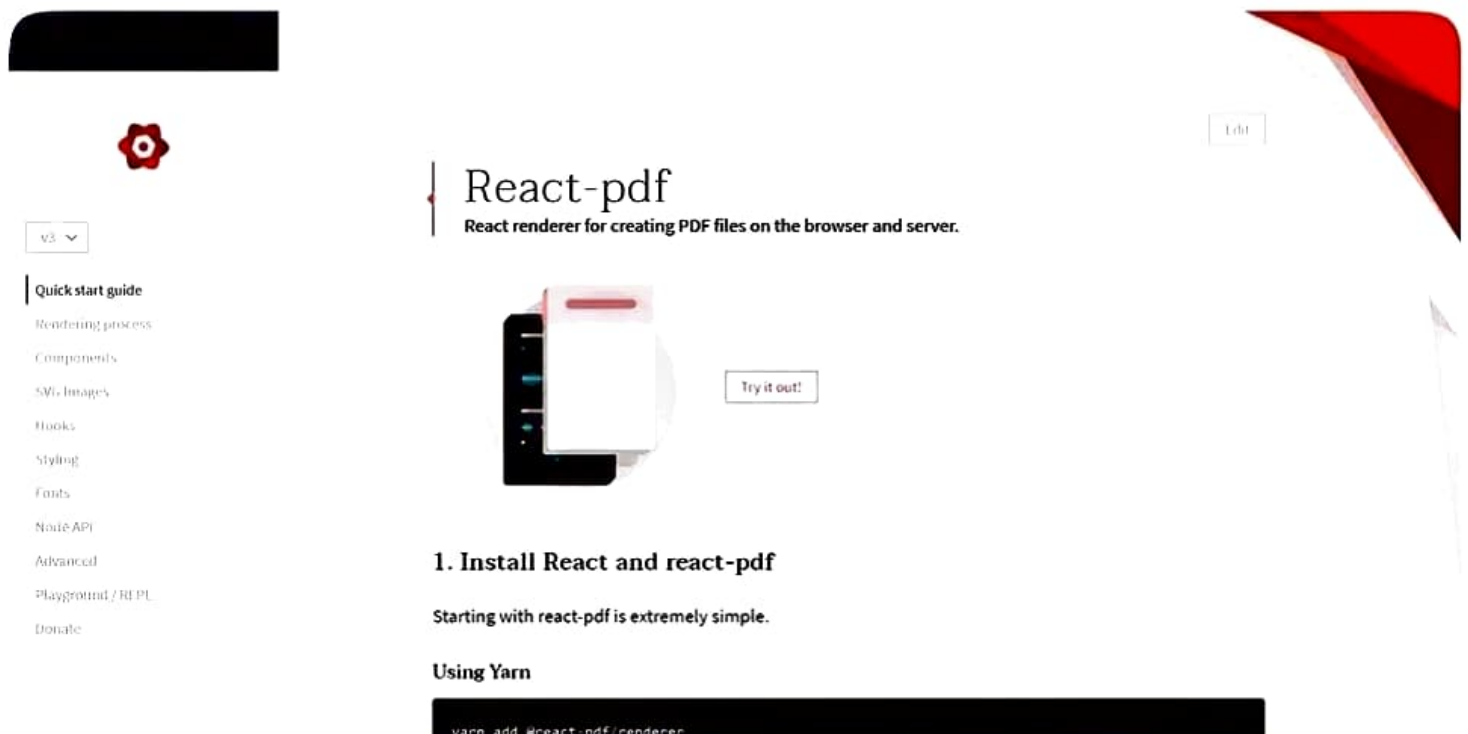 Edit
React-pdf
React renderer for creating PDF files on the browser and server.
v3
Quick start guide
Rendering process
Components
SVG Images
Hooks
Styling
Fonts
Node API
Advanced
Playground / REPL
Donate
Try it out!
1. Install React and react-pdf
Starting with react-pdf is extremely simple.
Using Yarn
yarn add @react-pdf/renderer